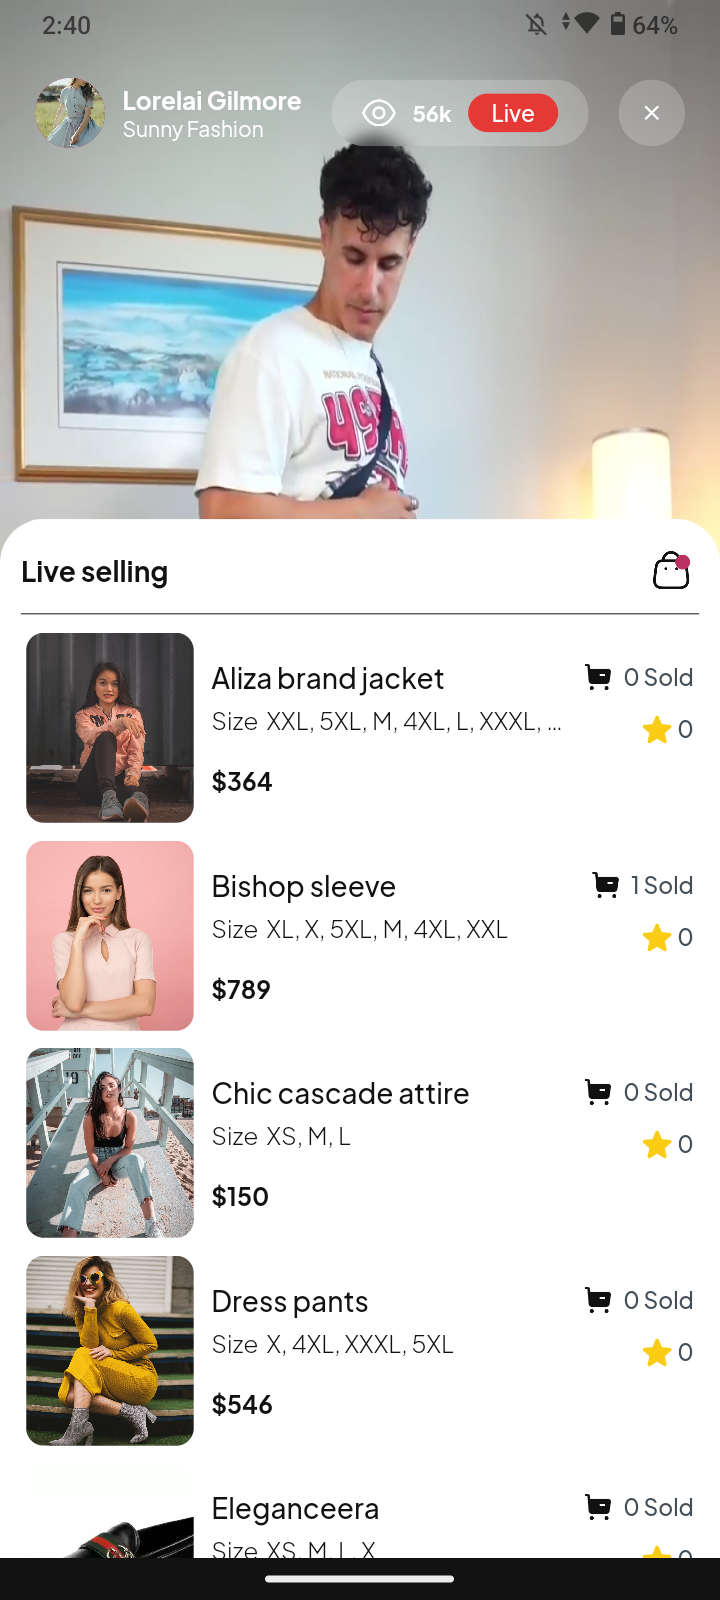 2:40
64%
Lorelai Gilmore
Sunny Fashion
56k
Live
49
Live selling
Aliza brand jacket
0 Sold
Size XXL, 5XL, M, 4XL, L, XXXL, ...
0
$364
Bishop sleeve
1 Sold
Size XL, X, 5XL, M, 4XL, XXL
0
$789
19
Chic cascade attire
0 Sold
Size XS, M, L
0
$150
Dress pants
0 Sold
Size X, 4XL, XXXL, 5XL
0
$546
Eleganceera
0 Sold
Size XS, M, L, X
0